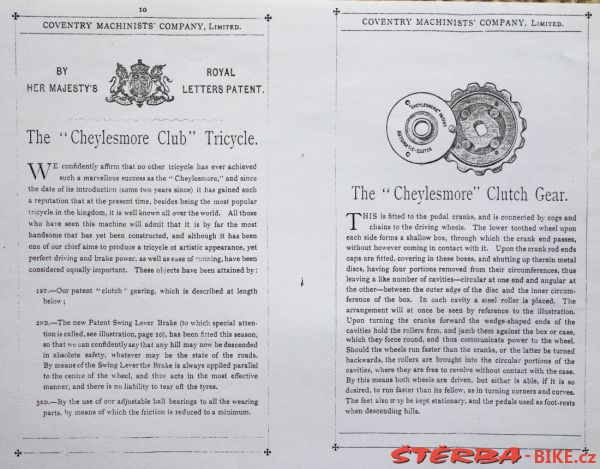 10
COVENTRY MACHINISTS' COMPANY, LIMITED.
BY
HER MAJESTY'S
ROYAL
LETTERS PATENT.
The "Cheylesmore Club" Tricycle.
WE confidently affirm that no other tricycle has ever achieved
such a marvellous success as the "Cheylesmore," and since
the date of its introduction (some two years since) it has gained such
a reputation that at the present time, besides being the most popular
tricycle in the kingdom, it is well known all over the world. All those
who have seen this machine will admit that it is by far the most
handsome that has yet been constructed, and although it has been
one of our chief aims to produce a tricycle of artistic appearance, yet
perfect driving and brake power, as well as ease of running, have been
considered equally important. These objects have been attained by:
1ST.—Our patent "clutch" gearing, which is described at length
below;
2ND.—The new Patent Swing Lever Brake (to which special atten-
tion is called, see illustration, page 20), has been fitted this season,
so that we can confidently say that any hill may now be descended
in absolute safety, whatever may be the state of the roads.
By means of the Swing Lever the Brake is always applied parallel
to the centre of the wheel, and thus acts in the most effective
manner, and there is no liability to tear off the tyres.
3RD.—By the use of our adjustable ball bearings to all the wearing
parts, by means of which the friction is reduced to a minimum.
COVENTRY MACHINISTS' COMPANY, LIMITED.
"CHEYLESMORE" PATENT
AUTOMATIC-CLUTCH
The "Cheylesmore" Clutch Gear.
THIS is fitted to the pedal cranks, and is connected by cogs and
chains to the driving wheels. The lower toothed wheel upon
each side forms a shallow box, through which the crank end passes,
without however coming in contact with it. Upon the crank rod ends
caps are fitted, covering in these boxes, and shutting up therein metal
discs, having four portions removed from their circumferences, thus
leaving a like number of cavities—circular at one end and angular at
the other—between the outer edge of the disc and the inner circum-
ference of the box. In each cavity a steel roller is placed. The
arrangement will at once be seen by reference to the illustration.
Upon turning the cranks forward the wedge-shaped ends of the
cavities hold the rollers firm, and jamb them against the box or case,
which they force round, and thus communicate power to the wheel.
Should the wheels run faster than the cranks, or the latter be turned
backwards, the rollers are brought into the circular portions of the
cavities, where they are free to revolve without contact with the case.
By this means both wheels are driven, but either is able, if it is so
desired, to run faster than its fellow, as in turning corners and curves.
The feet also may be kept stationary, and the pedals used as foot-rests
when descending hills.
ŠTĚRBA-BIKE.cz